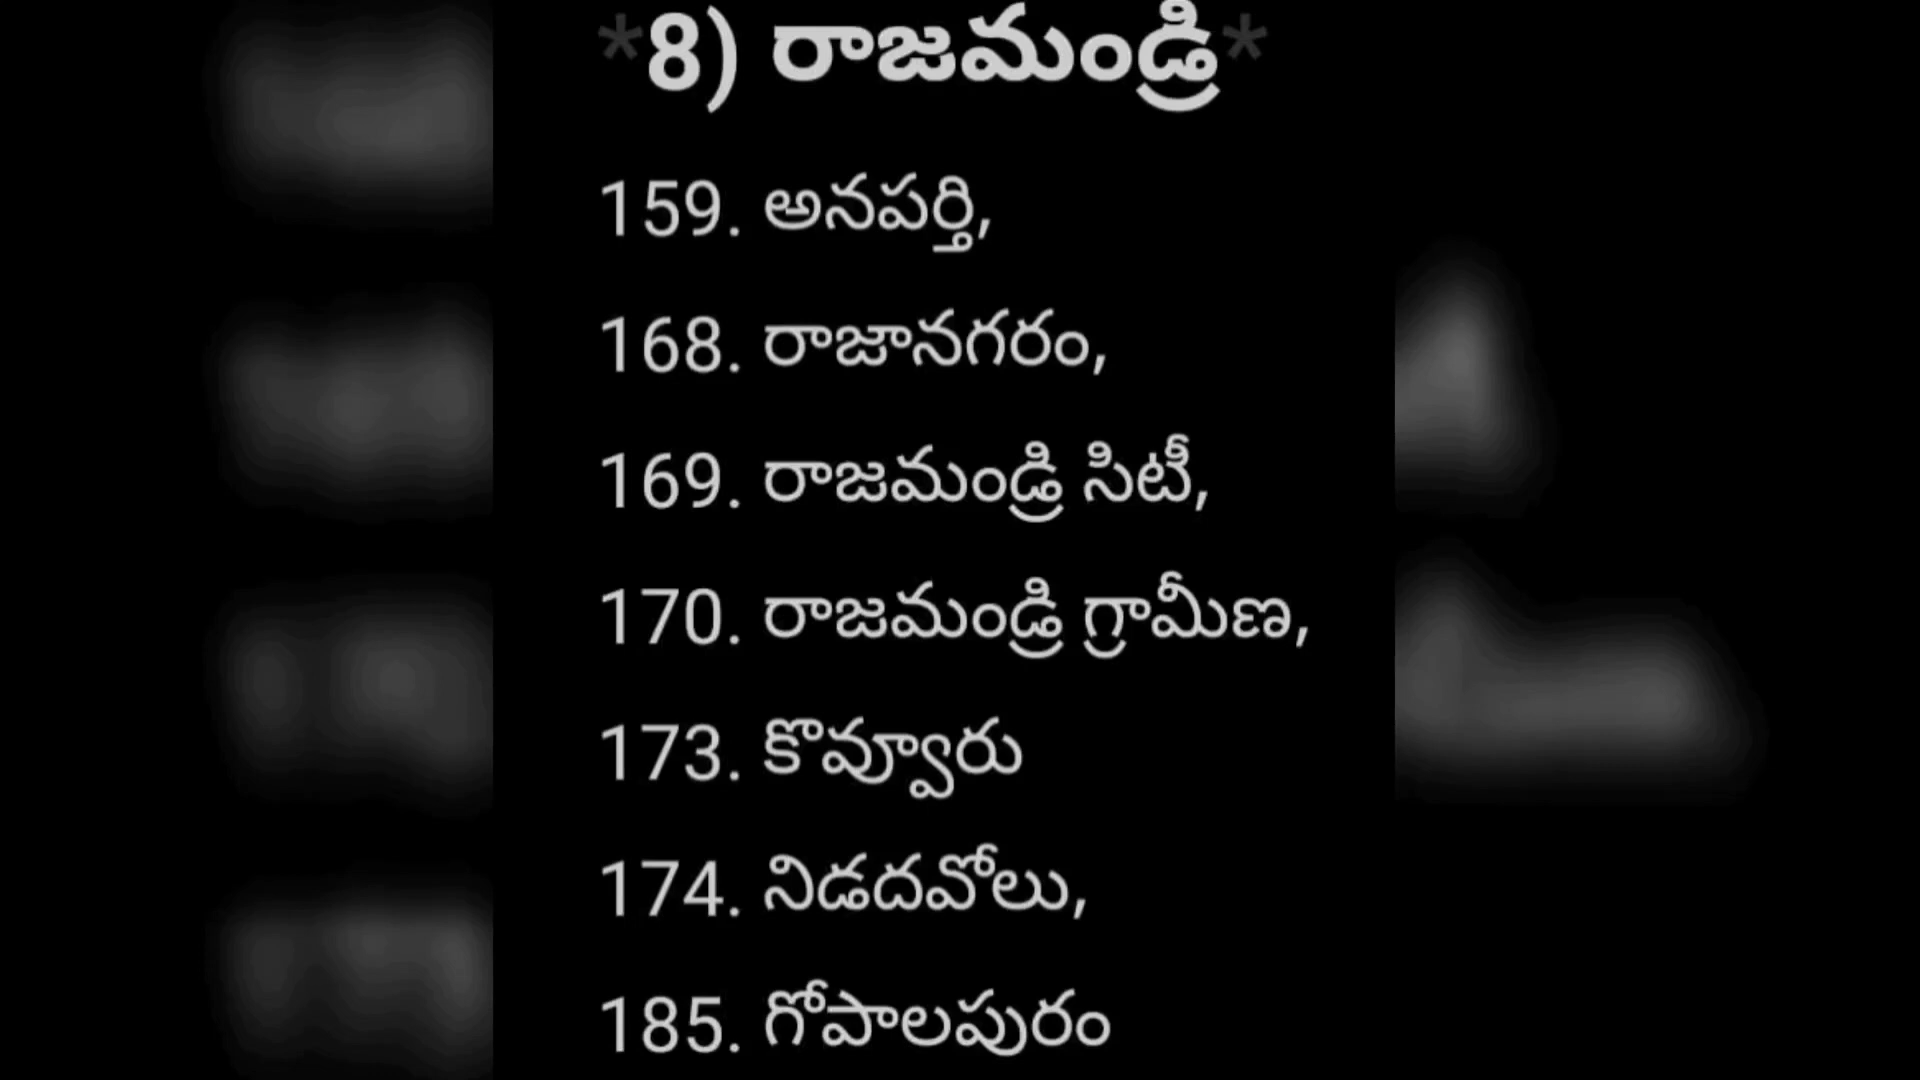 *8) రాజమండ్రి*
159. అనపర్తి,
168. రాజానగరం,
169. రాజమండ్రి సిటీ,
170. రాజమండ్రి గ్రామీణ,
173. కొవ్వూరు
174. నిడదవోలు,
185. గోపాలపురం